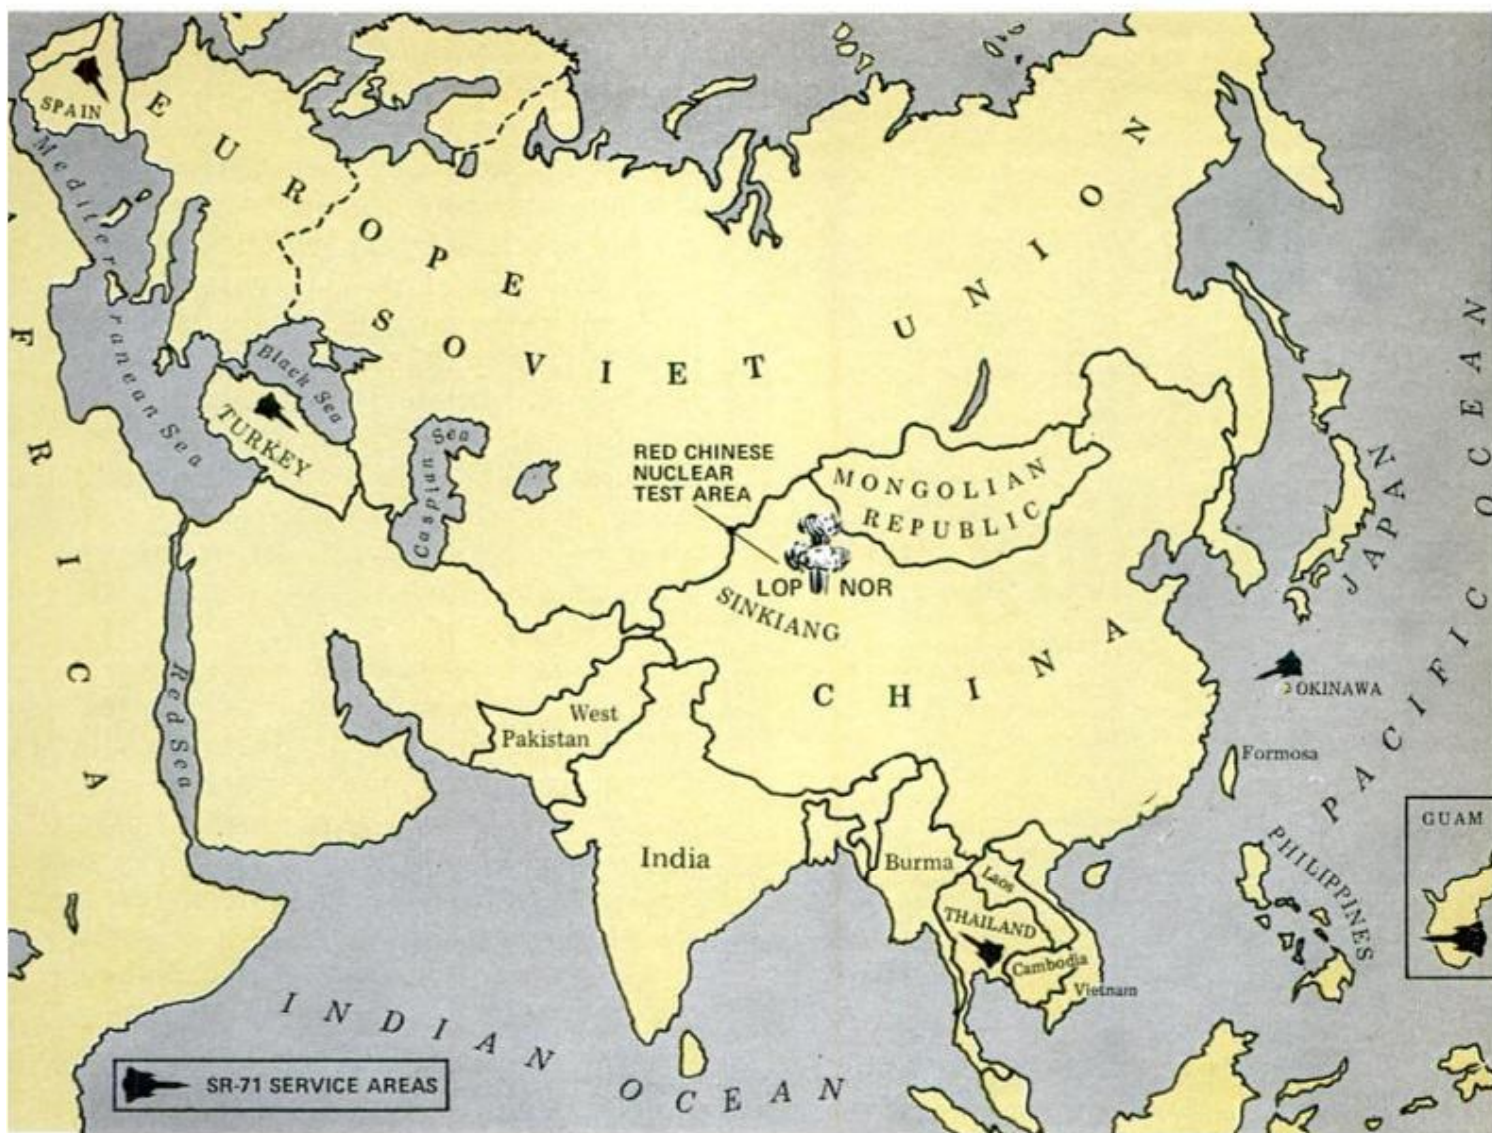 SPAIN
EUROPE
Mediterranean Sea
AFRICA
SOVIET UNION
Black Sea
TURKEY
Caspian Sea
RED CHINESE
NUCLEAR
TEST AREA
MONGOLIAN
REPUBLIC
LOP NOR
SINKIANG
CHINA
JAPAN
PACIFIC OCEAN
OKINAWA
Formosa
Red Sea
West
Pakistan
India
Burma
Laos
THAILAND
Cambodia
Vietnam
PHILIPPINES
GUAM
INDIAN OCEAN
SR-71 SERVICE AREAS